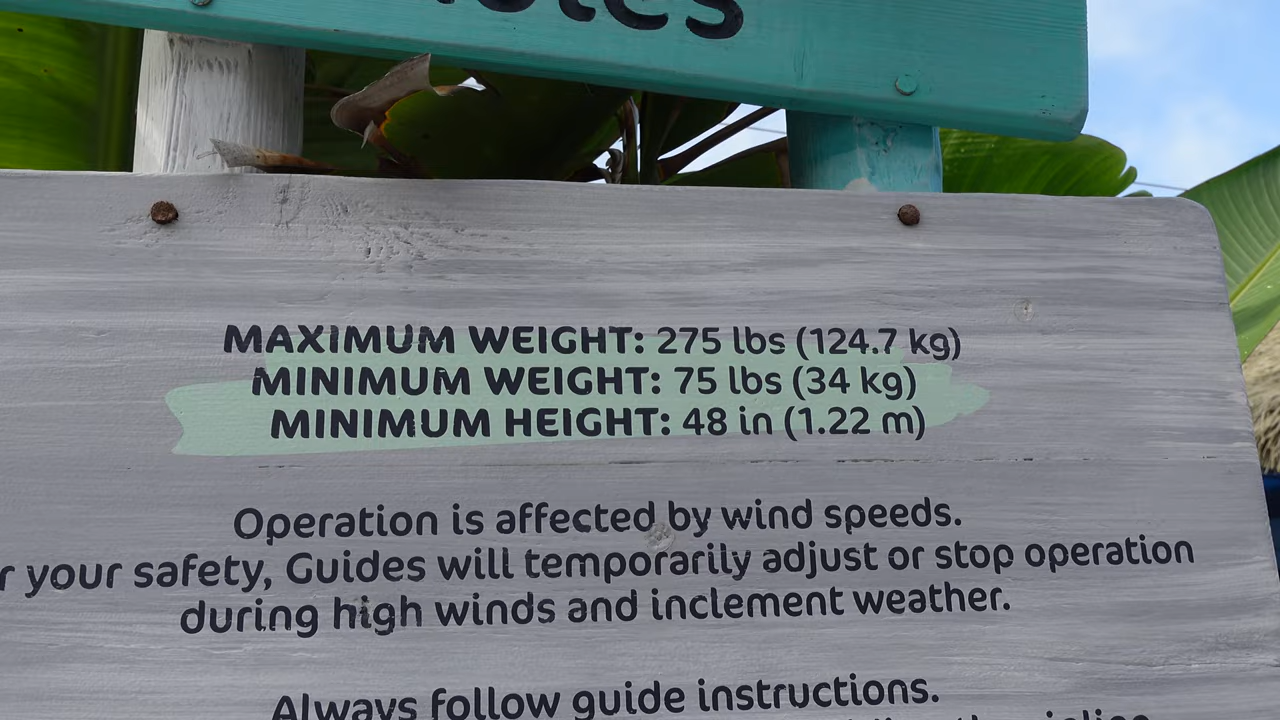 MAXIMUM WEIGHT: 275 lbs (124.7 kg)
MINIMUM WEIGHT: 75 lbs (34 kg)
MINIMUM HEIGHT: 48 in (1.22 m)
Operation is affected by wind speeds.
your safety, Guides will temporarily adjust or stop operation
during high winds and inclement weather.
Always follow guide instructions.